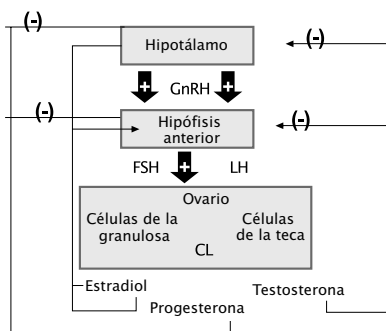 (-)
Hipotálamo
(-)
+ GnRH +
(-)
Hipófisis
anterior
(-)
FSH + LH
Ovario
Células de la
granulosa
Células
de la teca
CL
Estradiol
Testosterona
Progesterona